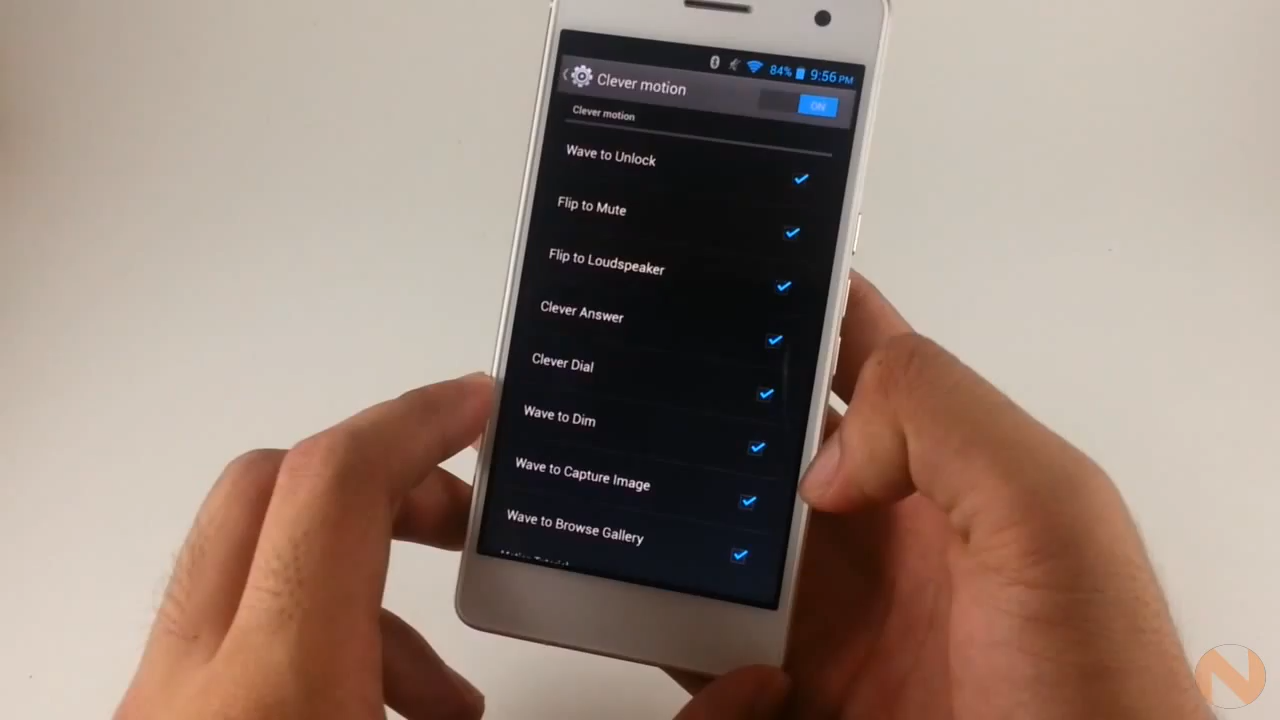 84% 9:56 PM
Clever motion
ON
Clever motion
Wave to Unlock
Flip to Mute
Flip to Loudspeaker
Clever Answer
Clever Dial
Wave to Dim
Wave to Capture Image
Wave to Browse Gallery
N